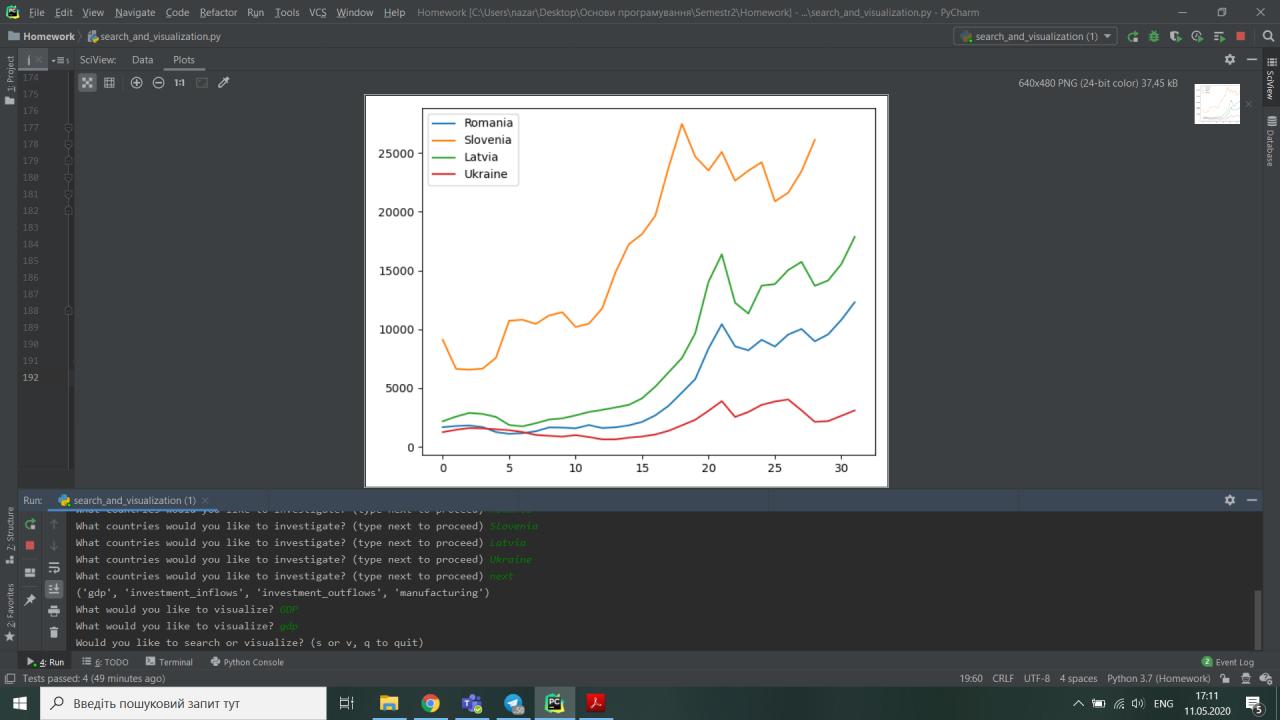 File Edit View Navigate Code Refactor Run Tools VCS Window Help Homework [C:\Users\nazar\Desktop\Основи програмування\Semestr2\Homework] - ...\search_and_visualization.py - PyCharm
Homework search_and_visualization.py search_and_visualization (1)
SciView: Data Plots
1:1 640x480 PNG (24-bit color) 37,45 kB
1: Project
SciView
Database
174
175
176
177
178
179
180
181
182
183
184
185
186
187
188
189
190
191
192
Romania
Slovenia
Latvia
Ukraine
25000
20000
15000
10000
5000
0
0 5 10 15 20 25 30
Run: search_and_visualization (1)
What countries would you like to investigate? (type next to proceed)
What countries would you like to investigate? (type next to proceed) Slovenia
What countries would you like to investigate? (type next to proceed) Latvia
What countries would you like to investigate? (type next to proceed) Ukraine
What countries would you like to investigate? (type next to proceed) next
('gdp', 'investment_inflows', 'investment_outflows', 'manufacturing')
What would you like to visualize? GDP
What would you like to visualize? gdp
Would you like to search or visualize? (s or v, q to quit)
Z: Structure
2: Favorites
4: Run 6: TODO Terminal Python Console 2 Event Log
Tests passed: 4 (49 minutes ago) 19:60 CRLF UTF-8 4 spaces Python 3.7 (Homework)
Введіть пошуковий запит тут
ENG
17:11
11.05.2020
5